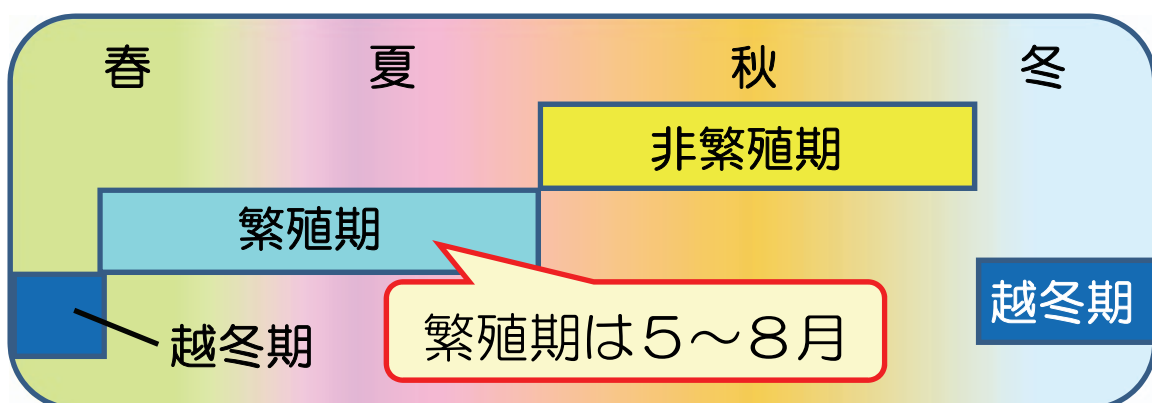 春 夏 秋 冬
非繁殖期
繁殖期
越冬期
越冬期
繁殖期は5～8月